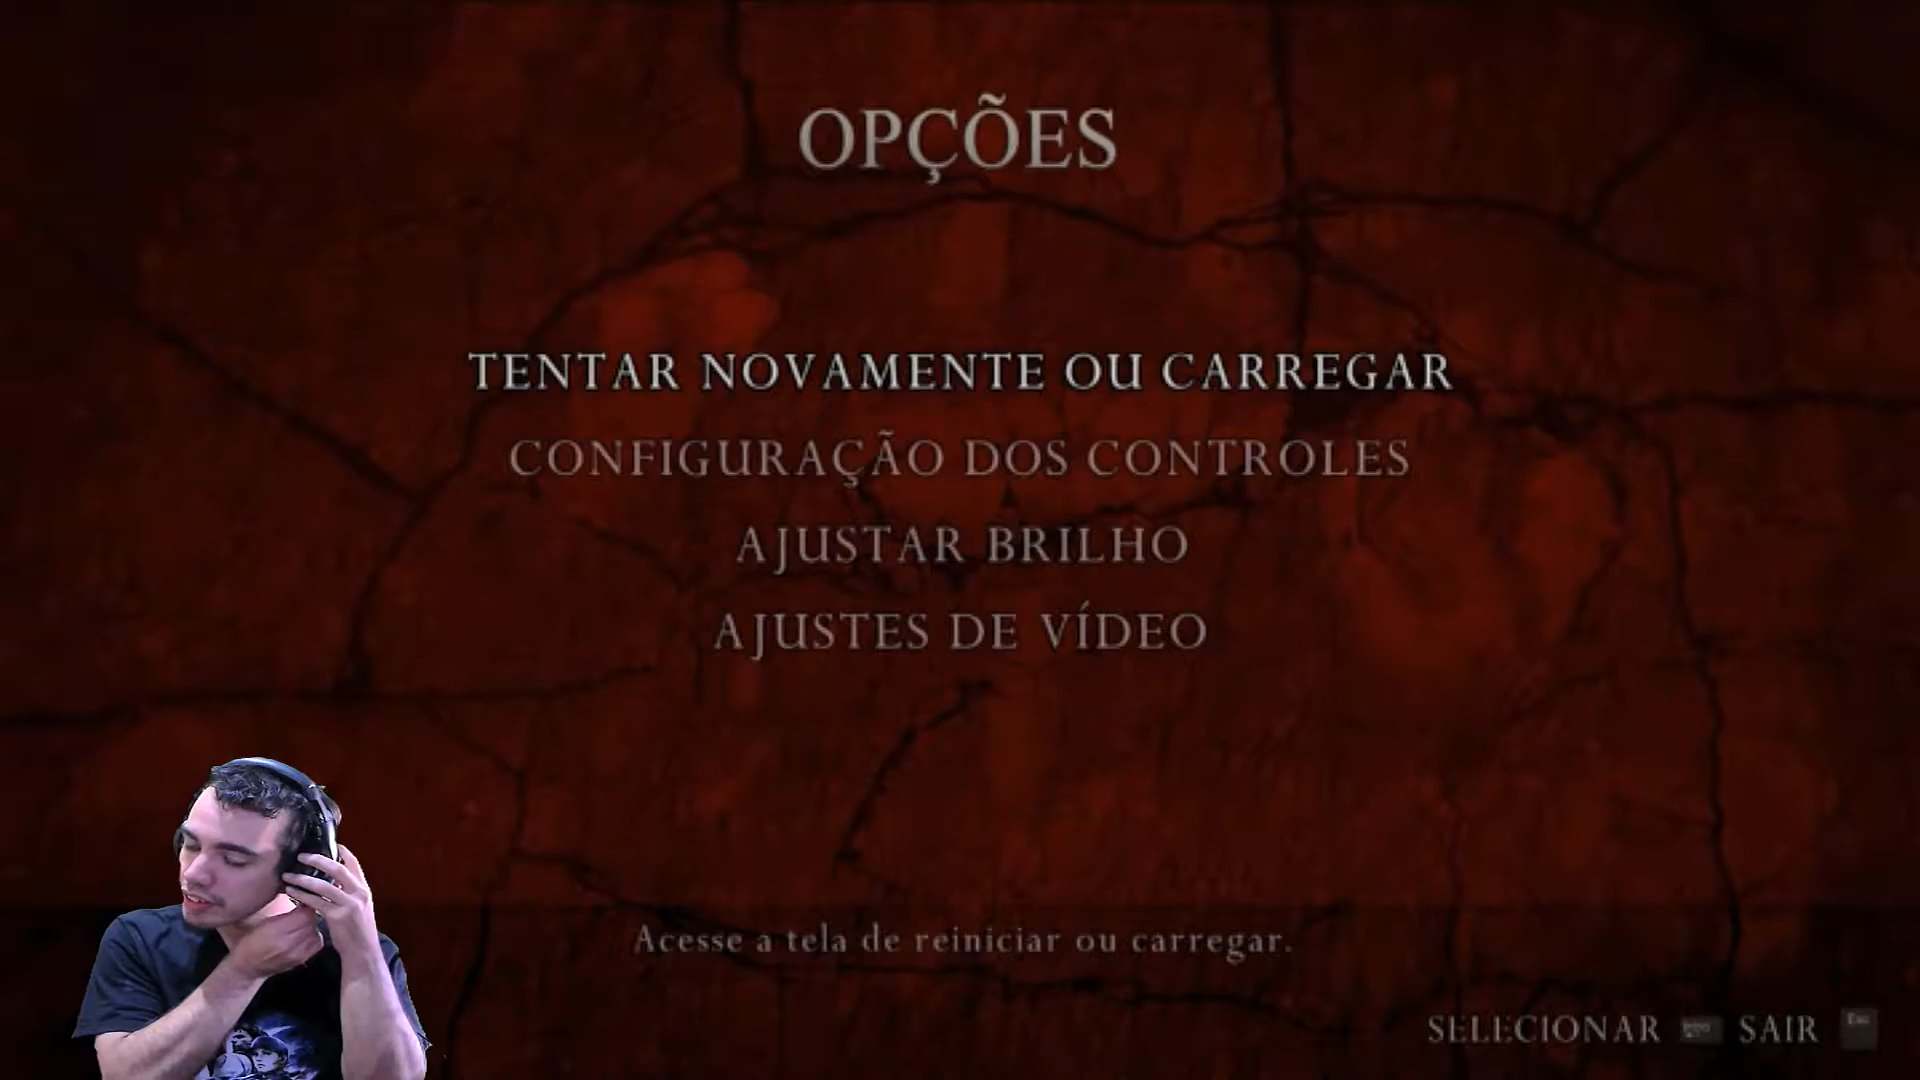 OPÇÕES
TENTAR NOVAMENTE OU CARREGAR
CONFIGURAÇÃO DOS CONTROLES
AJUSTAR BRILHO
AJUSTES DE VÍDEO
Acesse a tela de reiniciar ou carregar.
SELECIONAR SAIR Esc